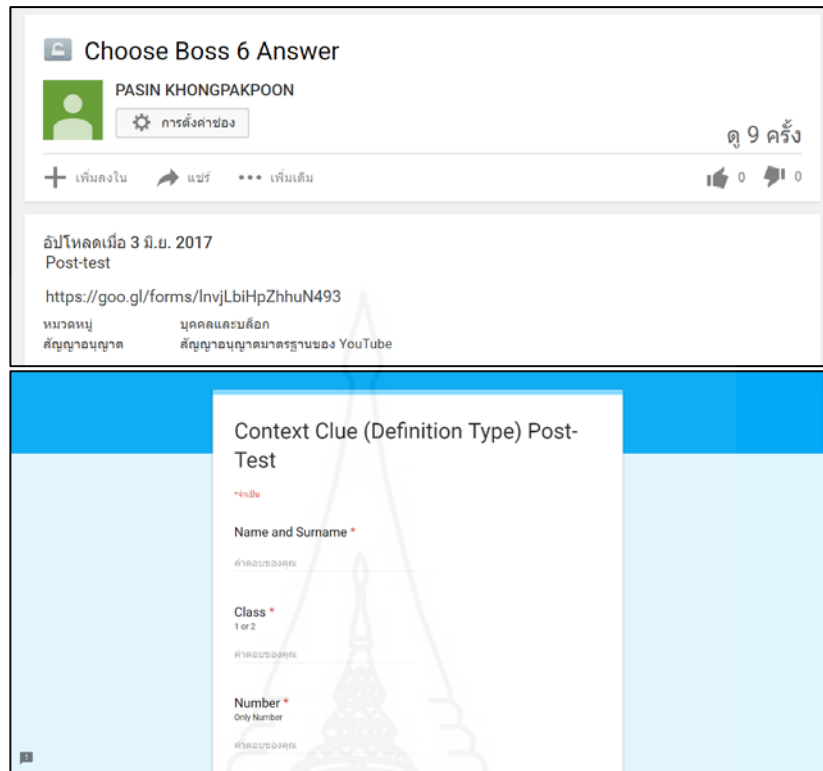 Choose Boss 6 Answer
PASIN KHONGPAKPOON
การตั้งค่าช่อง
ดู 9 ครั้ง
เพิ่มลงใน แชร์ เพิ่มเติม 0 0
อัปโหลดเมื่อ 3 มิ.ย. 2017
Post-test
https://goo.gl/forms/lnvjLbiHpZhhuN493
หมวดหมู่ บุคคลและบล็อก
สัญญาอนุญาต สัญญาอนุญาตมาตรฐานของ YouTube
Context Clue (Definition Type) Post-
Test
*จำเป็น
Name and Surname *
คำตอบของคุณ
Class *
1 or 2
คำตอบของคุณ
Number *
Only Number
คำตอบของคุณ